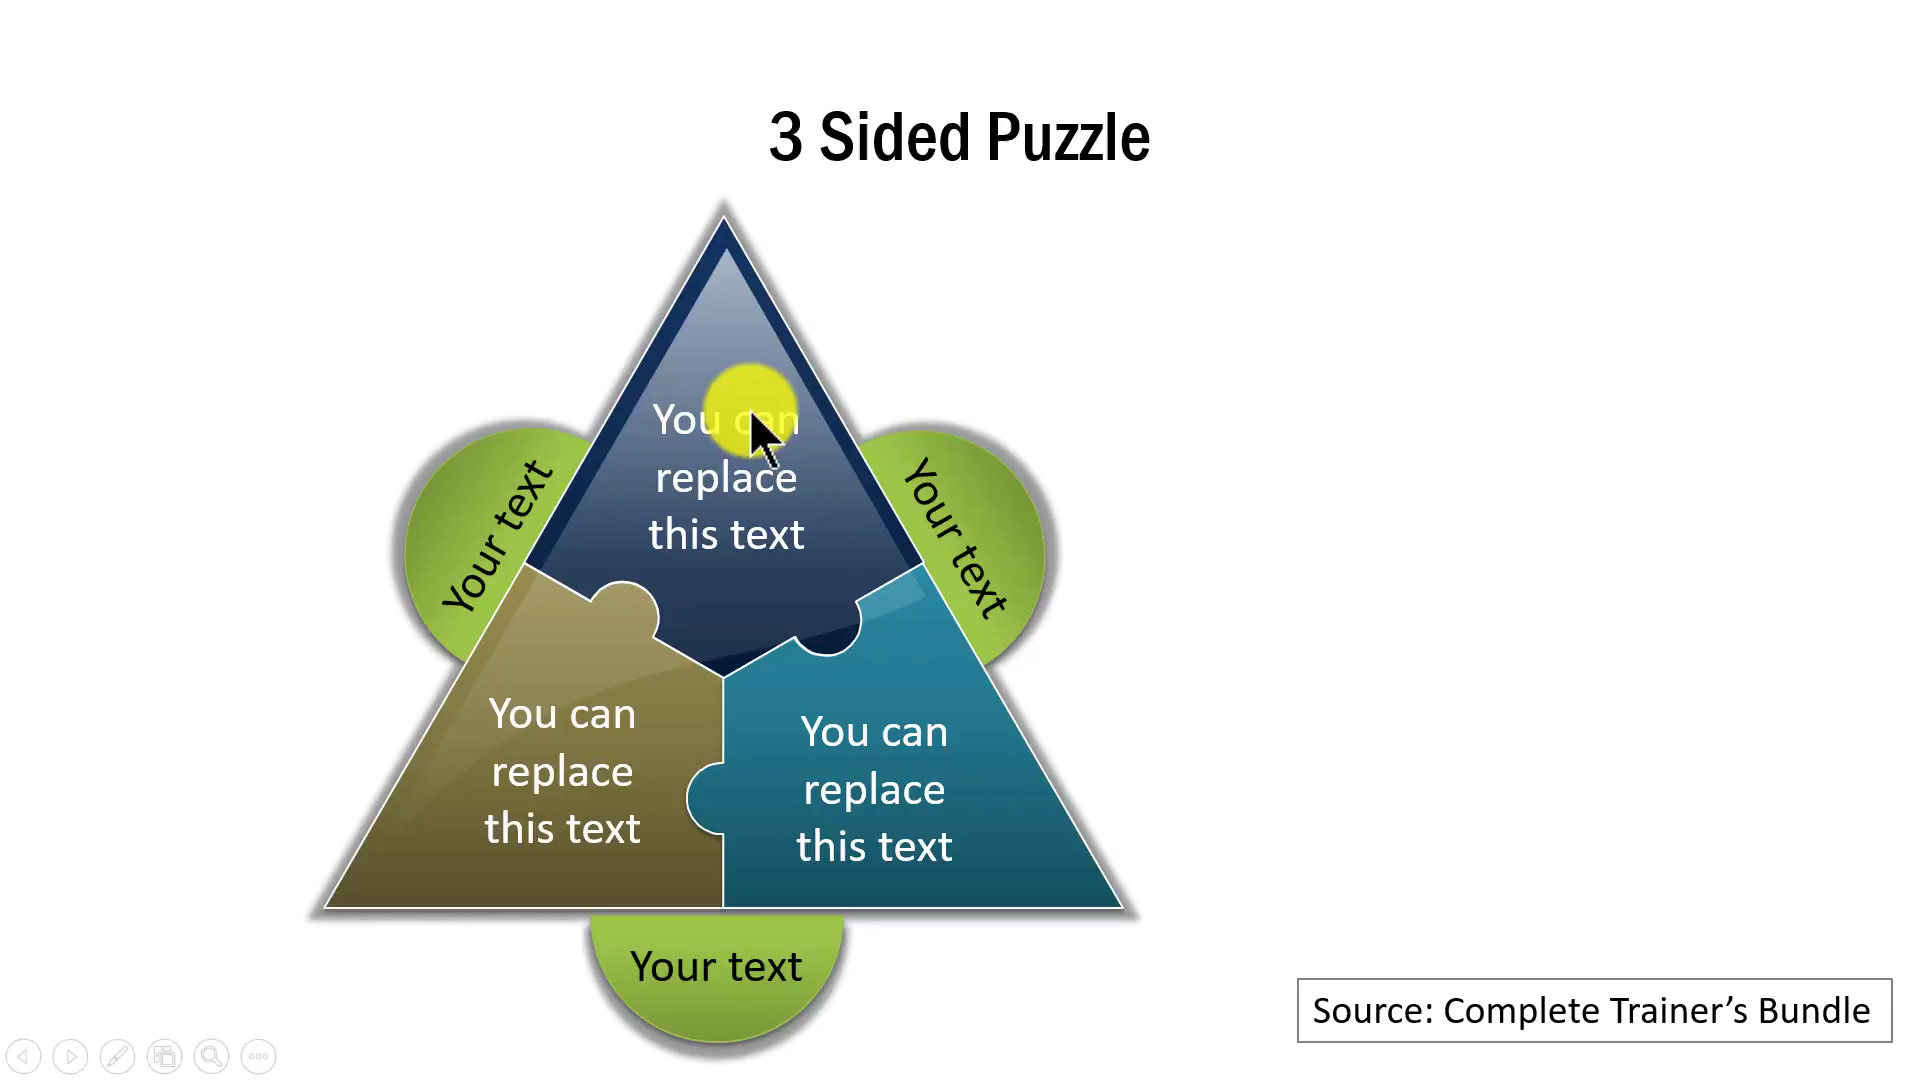 3 Sided Puzzle
You can
replace
this text
Your text
Your text
You can
replace
this text
You can
replace
this text
Your text
Source: Complete Trainer’s Bundle